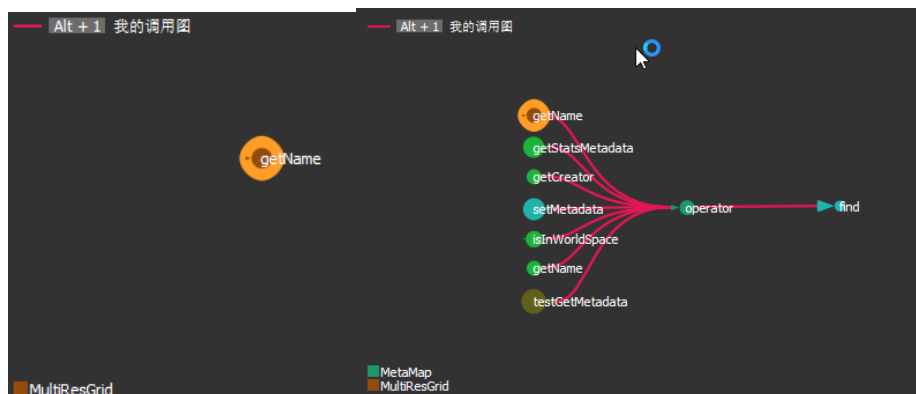 Alt + 1 我的调用图
getName
MultiResGrid
Alt + 1 我的调用图
getName
getStatsMetadata
getCreator
setMetadata
isInWorldSpace
getName
testGetMetadata
operator
find
MetaMap
MultiResGrid